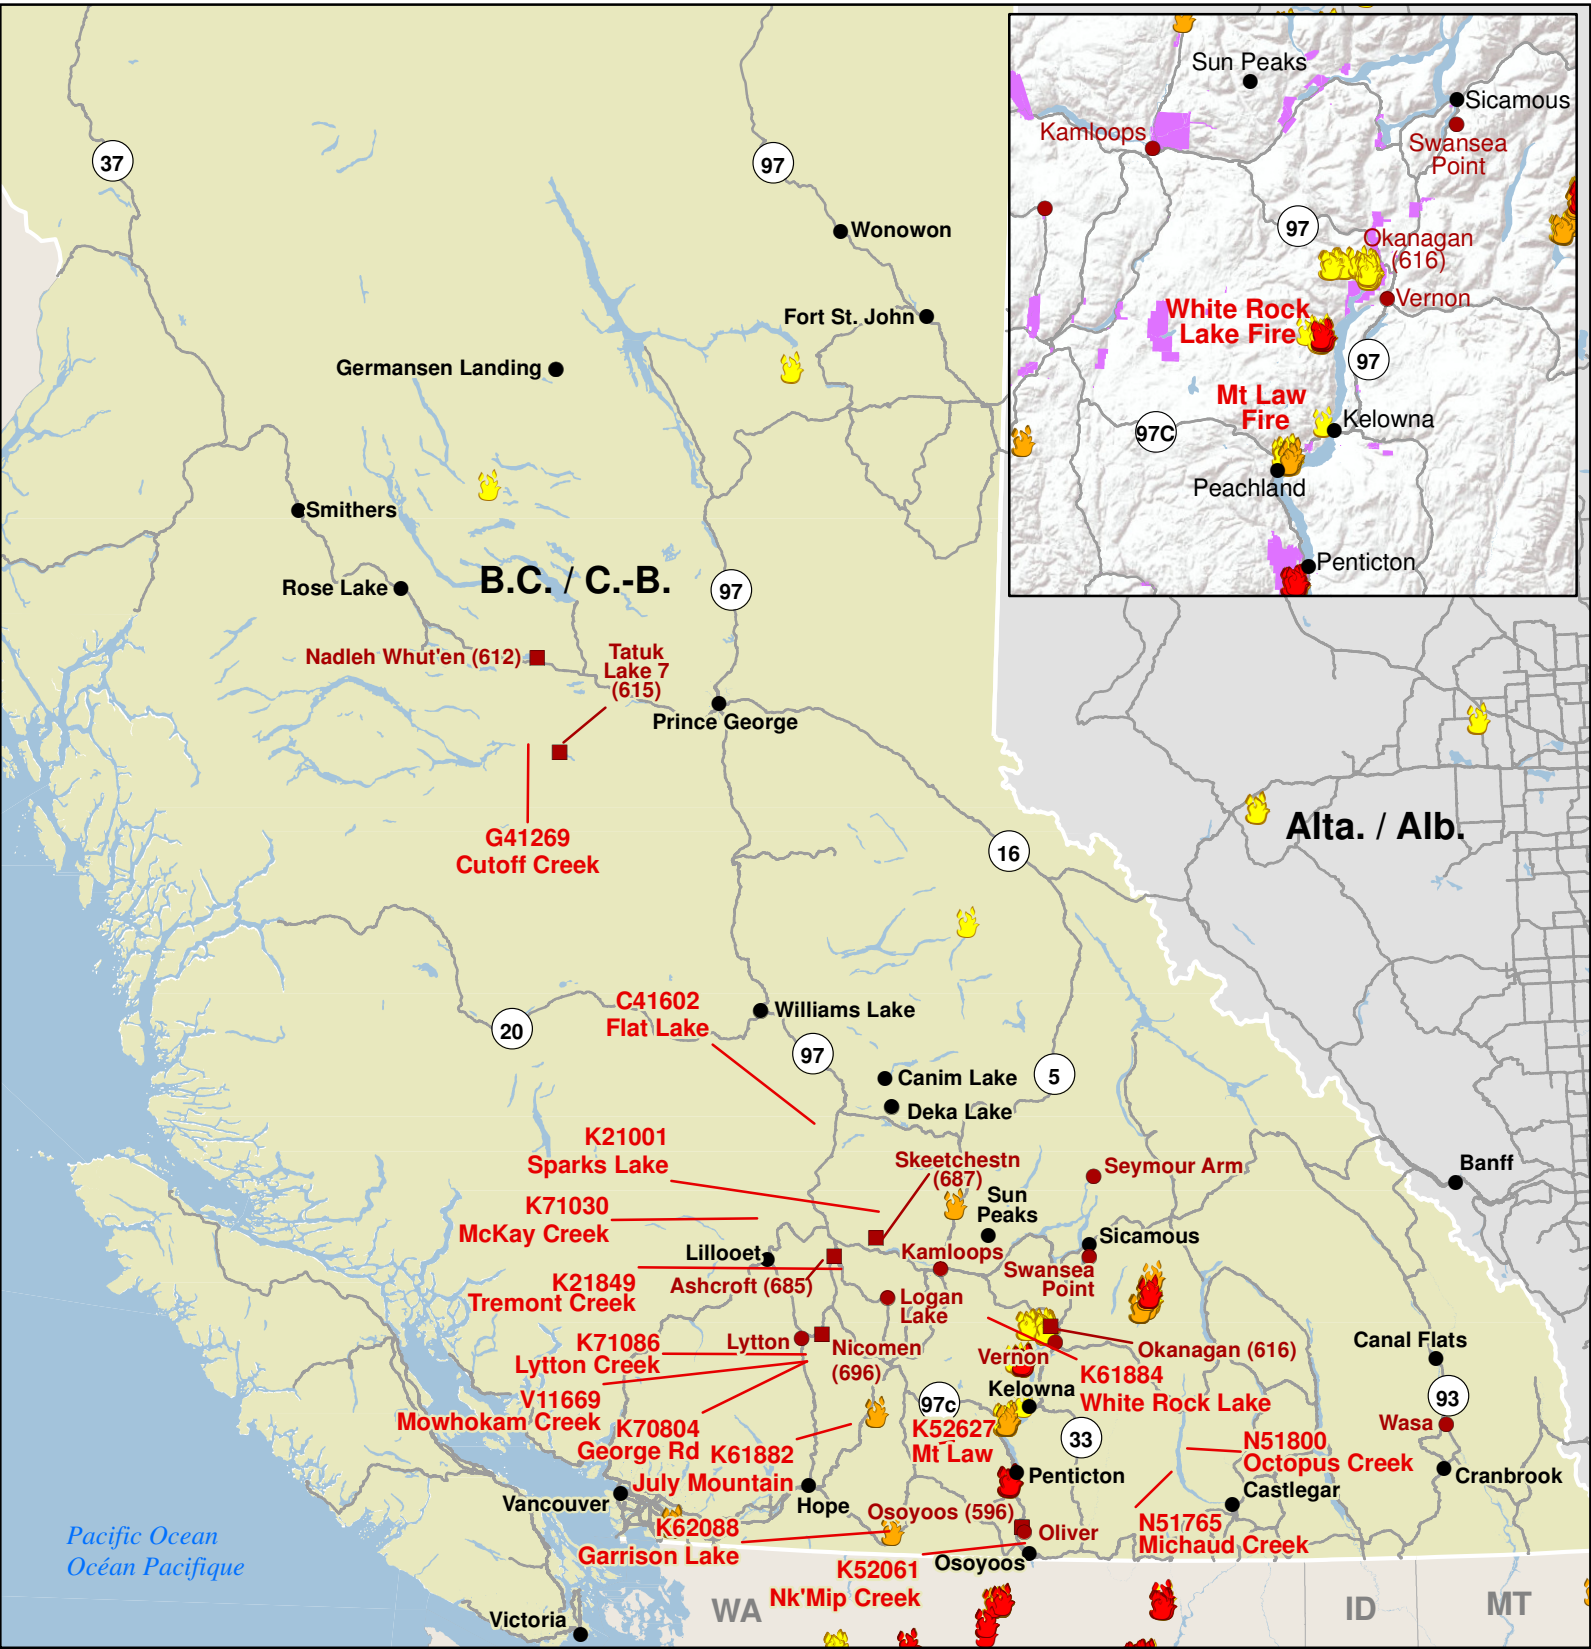 37
97
Wonowon
Fort St. John
Germansen Landing
Smithers
Rose Lake
B.C. / C.-B.
97
Nadleh Whut'en (612)
Tatuk
Lake 7
(615)
Prince George
G41269
Cutoff Creek
16
Alta. / Alb.
C41602
Flat Lake
20
Williams Lake
97
Canim Lake
5
Deka Lake
K21001
Sparks Lake
Skeetchestn
(687)
Seymour Arm
Banff
Sun
Peaks
K71030
McKay Creek
Lillooet
Sicamous
Kamloops
Swansea
Point
Ashcroft (685)
K21849
Tremont Creek
Logan
Lake
K71086
Lytton Creek
Lytton
Nicomen
(696)
Vernon
Okanagan (616)
Canal Flats
K61884
White Rock Lake
Kelowna
V11669
Mowhokam Creek
97c
93
Wasa
K70804
George Rd
K61882
July Mountain
K52627
Mt Law
33
N51800
Octopus Creek
Penticton
Cranbrook
Castlegar
Vancouver
Hope
Osoyoos (596)
Oliver
N51765
Michaud Creek
K62088
Garrison Lake
Osoyoos
K52061
Nk'Mip Creek
Pacific Ocean
Océan Pacifique
Victoria
WA
ID
MT
Sun Peaks
Sicamous
Kamloops
Swansea
Point
97
Okanagan
(616)
Vernon
White Rock
Lake Fire
97
Mt Law
Fire
Kelowna
97C
Peachland
Penticton